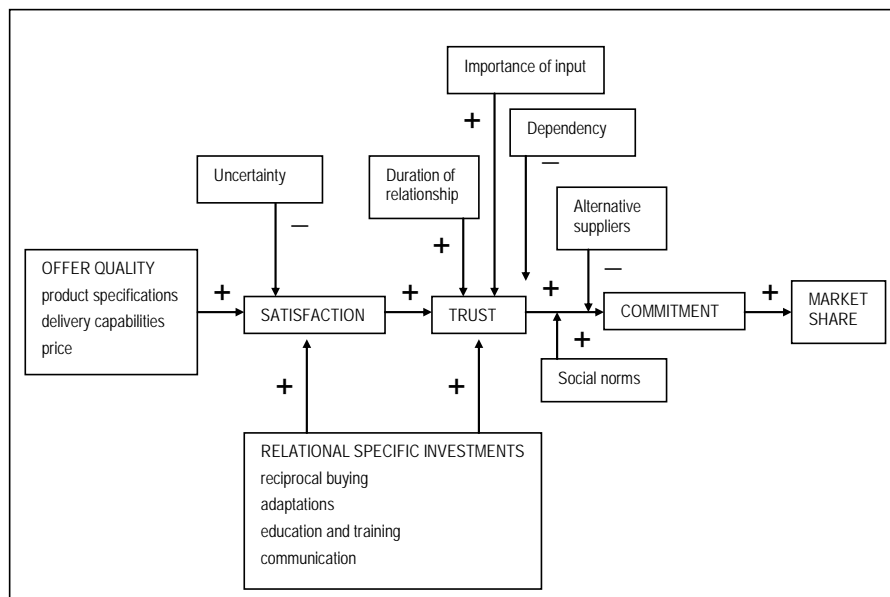 Importance of input
+
Dependency
—
Uncertainty
—
Duration of
relationship
+
Alternative
suppliers
—
OFFER QUALITY
product specifications
delivery capabilities
price
+
SATISFACTION
+
TRUST
+
COMMITMENT
+
MARKET
SHARE
+
Social norms
+
+
RELATIONAL SPECIFIC INVESTMENTS
reciprocal buying
adaptations
education and training
communication